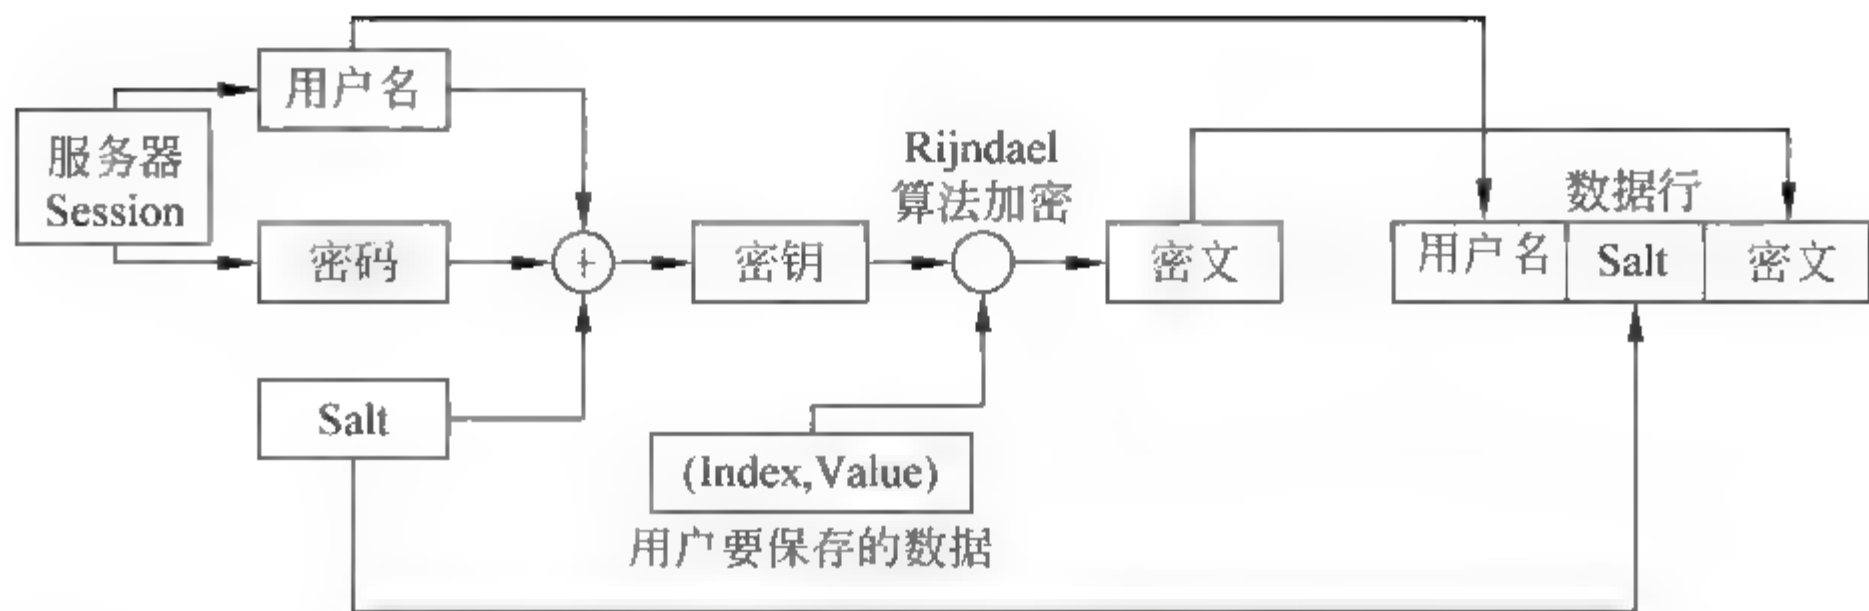 用户名
服务器
Session
密码
Salt
+
密钥
Rijndael
算法加密
(Index,Value)
用户要保存的数据
密文
数据行
用户名
Salt
密文